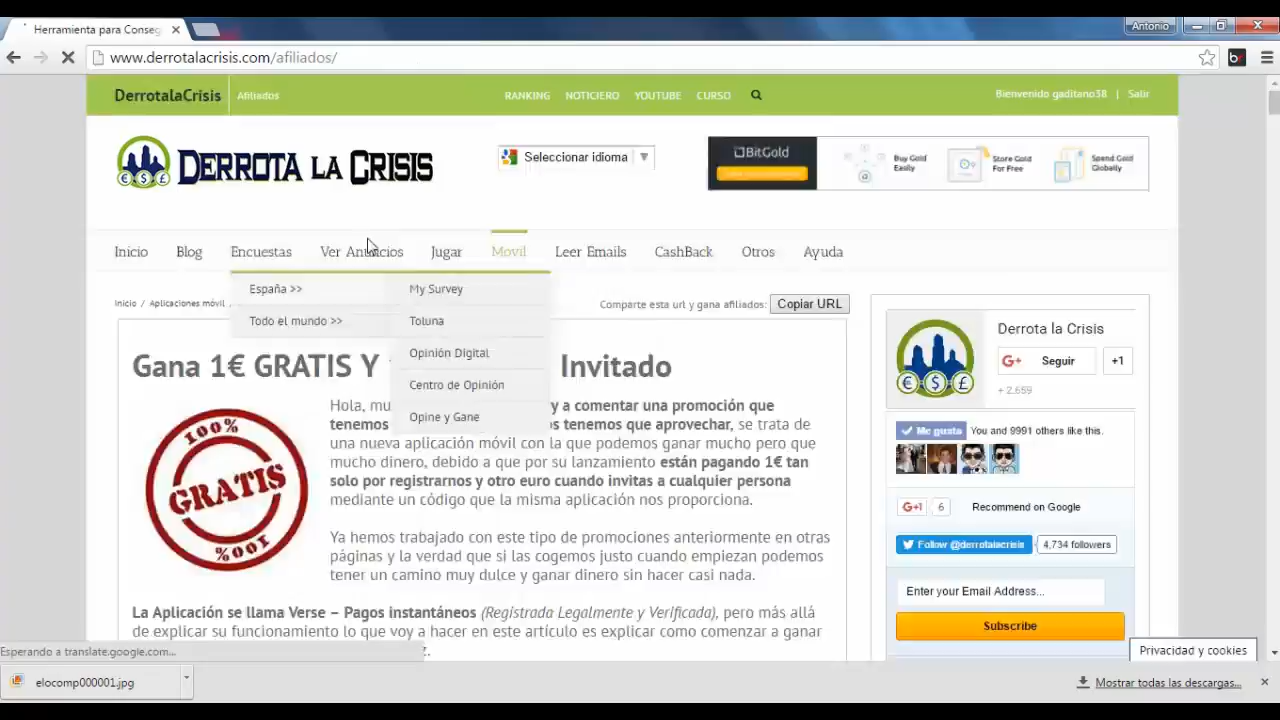 Herramienta para Conseg
Antonio
www.derrotalacrisis.com/afiliados/
DerrotalaCrisis
Afiliados
RANKING NOTICIERO YOUTUBE CURSO
Bienvenido gaditano38 | Salir
DERROTA LA CRISIS
Seleccionar idioma
BitGold
Buy Gold Easily
Store Gold For Free
Spend Gold Globally
Inicio Blog Encuestas Ver Anuncios Jugar Movil Leer Emails CashBack Otros Ayuda
España >>
Todo el mundo >>
My Survey
Toluna
Opinión Digital
Centro de Opinión
Opine y Gane
Inicio / Aplicaciones móvil
Comparte esta url y gana afiliados: Copiar URL
Gana 1€ GRATIS Y Invitado
100%
GRATIS
100%
Hola, mu y a comentar una promoción que
tenemos os tenemos que aprovechar, se trata de
una nueva aplicación móvil con la que podemos ganar mucho pero que
mucho dinero, debido a que por su lanzamiento están pagando 1€ tan
solo por registrarnos y otro euro cuando invitas a cualquier persona
mediante un código que la misma aplicación nos proporciona.
Ya hemos trabajado con este tipo de promociones anteriormente en otras
páginas y la verdad que si las cogemos justo cuando empiezan podemos
tener un camino muy dulce y ganar dinero sin hacer casi nada.
La Aplicación se llama Verse – Pagos instantáneos (Registrada Legalmente y Verificada), pero más allá
de explicar su funcionamiento lo que voy a hacer en este artículo es explicar como comenzar a ganar
z.
Derrota la Crisis
G+ Seguir
+1
+ 2.659
Me gusta
You and 9991 others like this.
G+1 6 Recommend on Google
Follow @derrotalacrisis
4,734 followers
Enter your Email Address...
Subscribe
Privacidad y cookies
Esperando a translate.google.com...
elocomp000001.jpg
Mostrar todas las descargas...